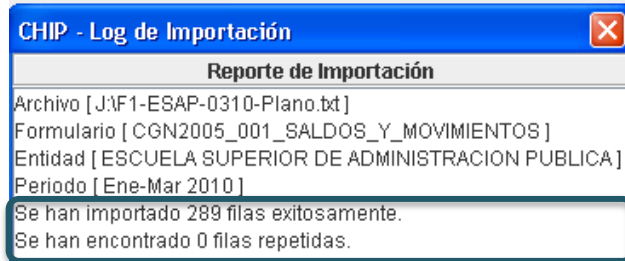 CHIP - Log de Importación
Reporte de Importación
Archivo [ J:\F1-ESAP-0310-Plano.txt ]
Formulario [ CGN2005_001_SALDOS_Y_MOVIMIENTOS ]
Entidad [ ESCUELA SUPERIOR DE ADMINISTRACION PUBLICA ]
Periodo [ Ene-Mar 2010 ]
Se han importado 289 filas exitosamente.
Se han encontrado 0 filas repetidas.